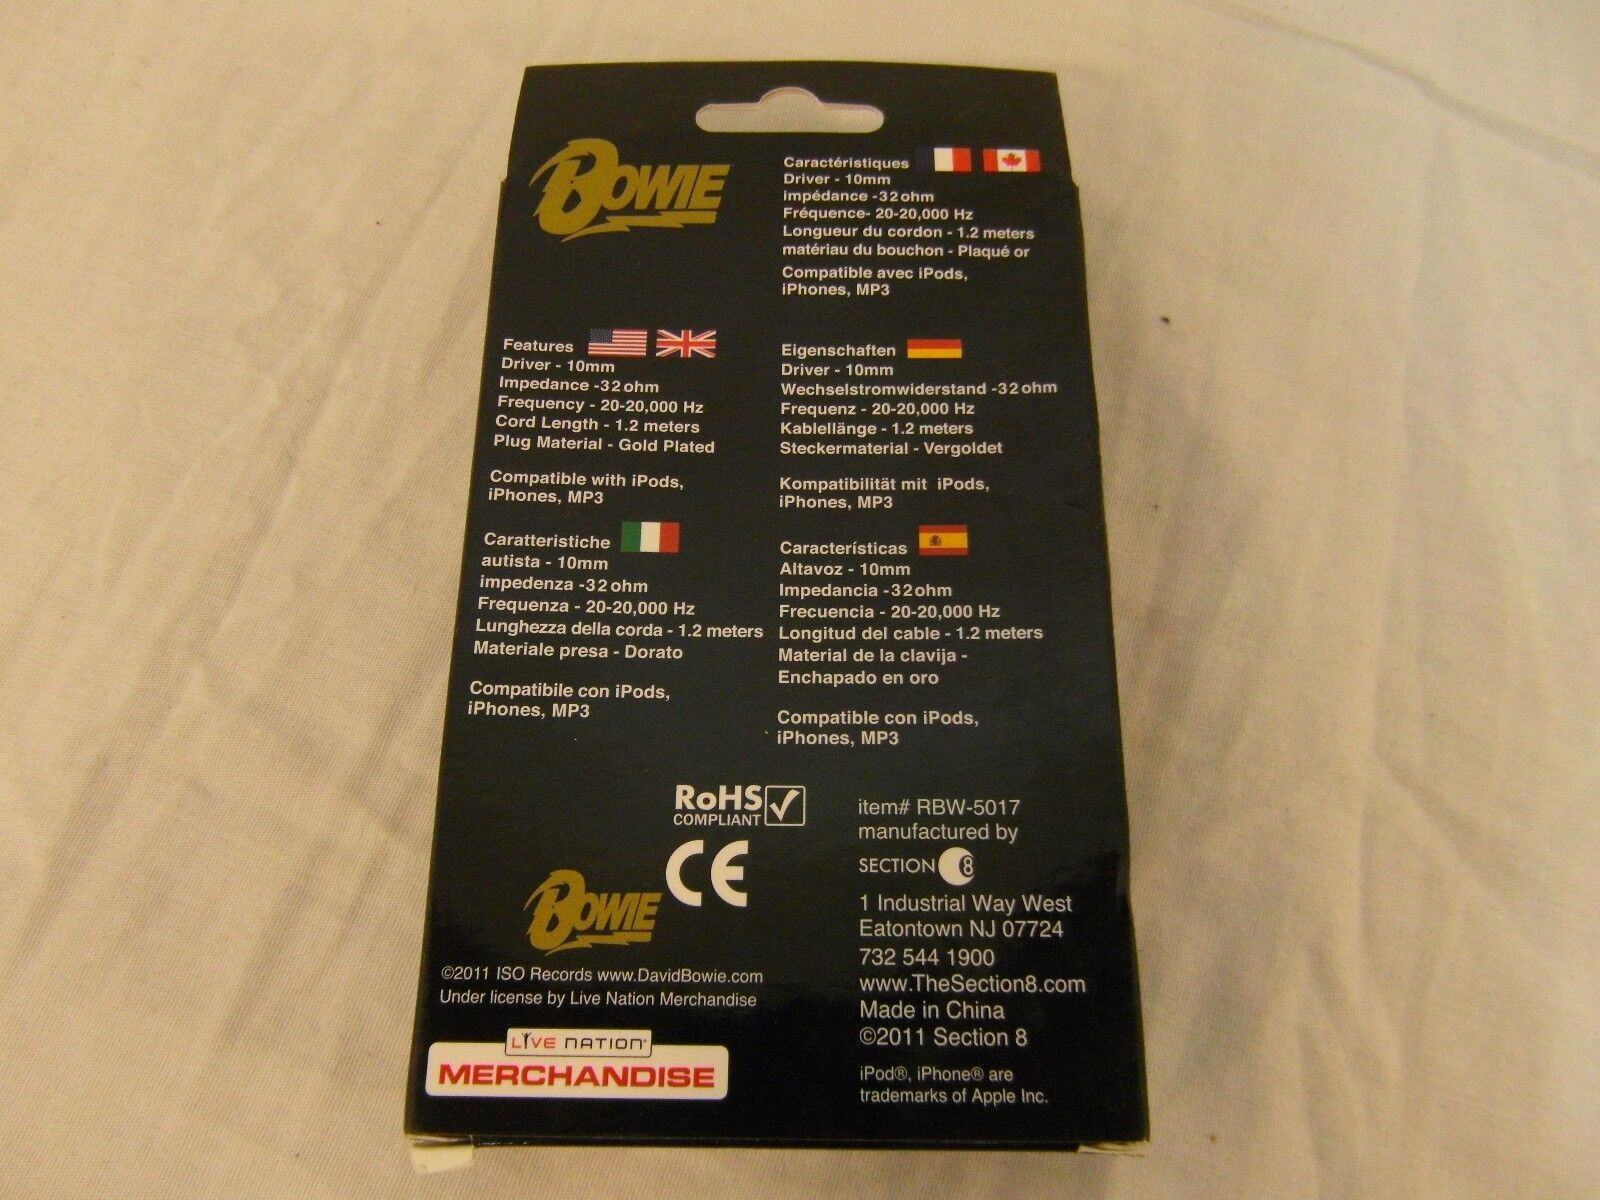 BOWIE
Caractéristiques
Driver - 10mm
impédance -32 ohm
Fréquence- 20-20,000 Hz
Longueur du cordon - 1.2 meters
matériau du bouchon - Plaqué or
Compatible avec iPods,
iPhones, MP3
Features
Driver - 10mm
Impedance -32 ohm
Frequency - 20-20,000 Hz
Cord Length - 1.2 meters
Plug Material - Gold Plated
Compatible with iPods,
iPhones, MP3
Eigenschaften
Driver - 10mm
Wechselstromwiderstand -32 ohm
Frequenz - 20-20,000 Hz
Kablellänge - 1.2 meters
Steckermaterial - Vergoldet
Kompatibilität mit iPods,
iPhones, MP3
Caratteristiche
autista - 10mm
impedenza -32 ohm
Frequenza - 20-20,000 Hz
Lunghezza della corda - 1.2 meters
Materiale presa - Dorato
Compatibile con iPods,
iPhones, MP3
Características
Altavoz - 10mm
Impedancia -32ohm
Frecuencia - 20-20,000 Hz
Longitud del cable - 1.2 meters
Material de la clavija -
Enchapado en oro
Compatible con iPods,
iPhones, MP3
RoHS
COMPLIANT
CE
BOWIE
©2011 ISO Records www.DavidBowie.com
Under license by Live Nation Merchandise
LIVE NATION®
MERCHANDISE
item# RBW-5017
manufactured by
SECTION 8
1 Industrial Way West
Eatontown NJ 07724
732 544 1900
www.TheSection8.com
Made in China
©2011 Section 8
iPod®, iPhone® are
trademarks of Apple Inc.